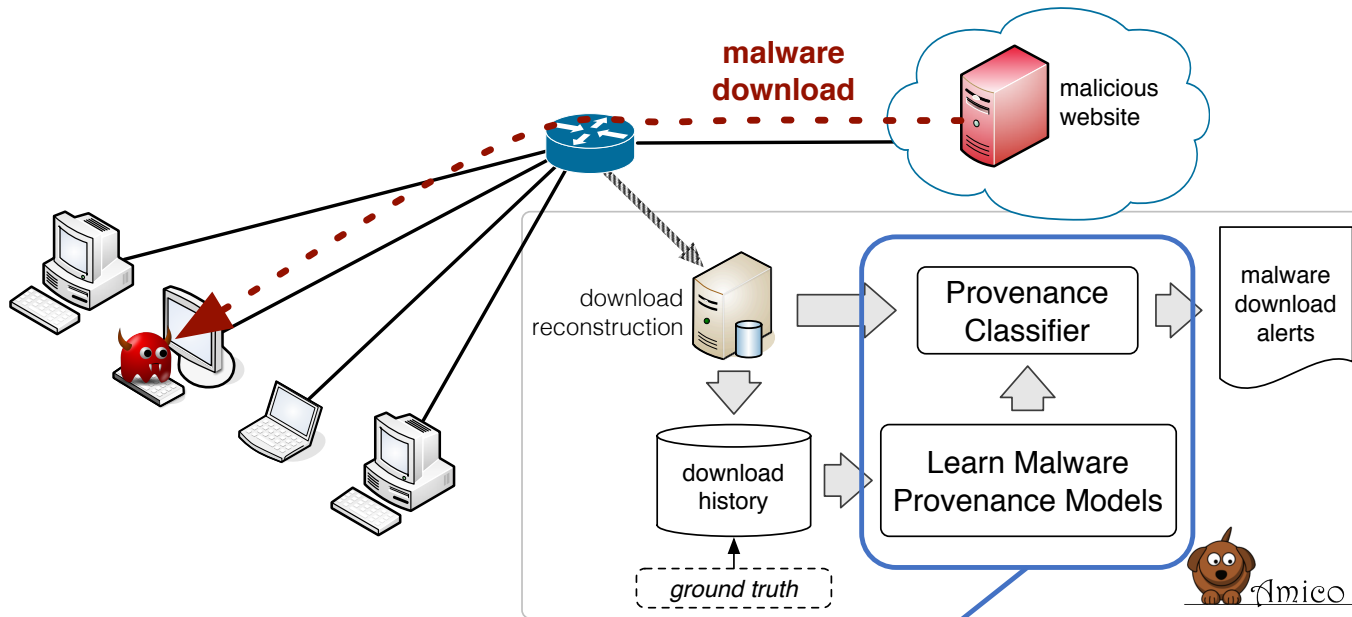 malware
download
malicious
website
download
reconstruction
Provenance
Classifier
malware
download
alerts
download
history
Learn Malware
Provenance Models
ground truth
Amico